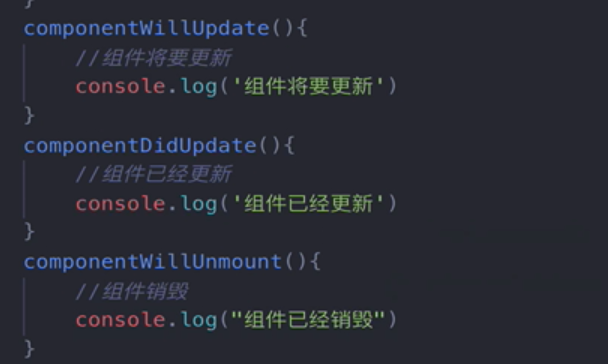 }
componentWillUpdate(){
//组件将要更新
console.log('组件将要更新')
}
componentDidUpdate(){
//组件已经更新
console.log('组件已经更新')
}
componentWillUnmount(){
//组件销毁
console.log("组件已经销毁")
}